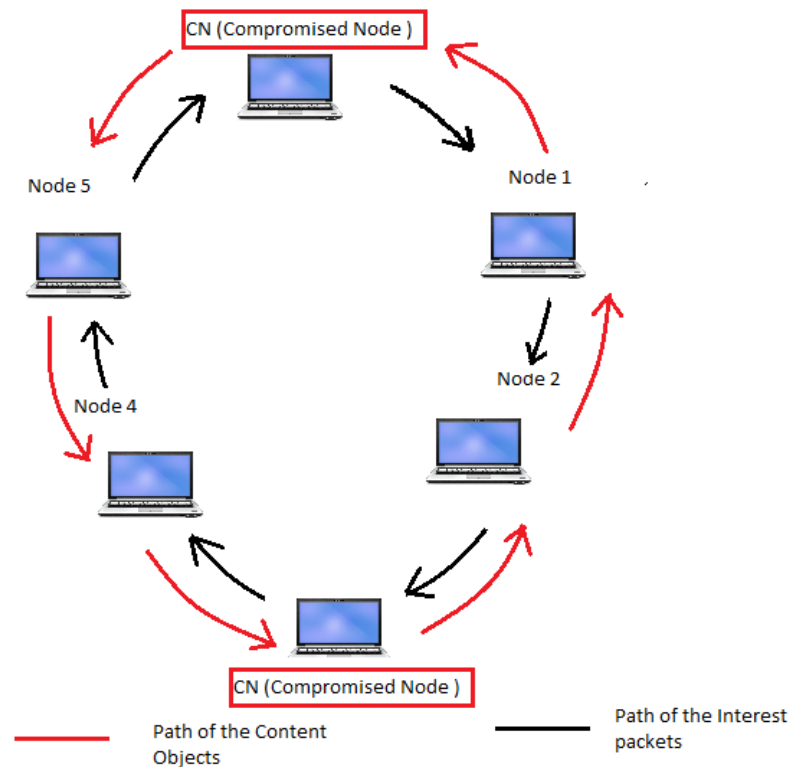 CN (Compromised Node )
Node 1
Node 5
Node 2
Node 4
CN (Compromised Node )
Path of the Content
Objects
Path of the Interest
packets